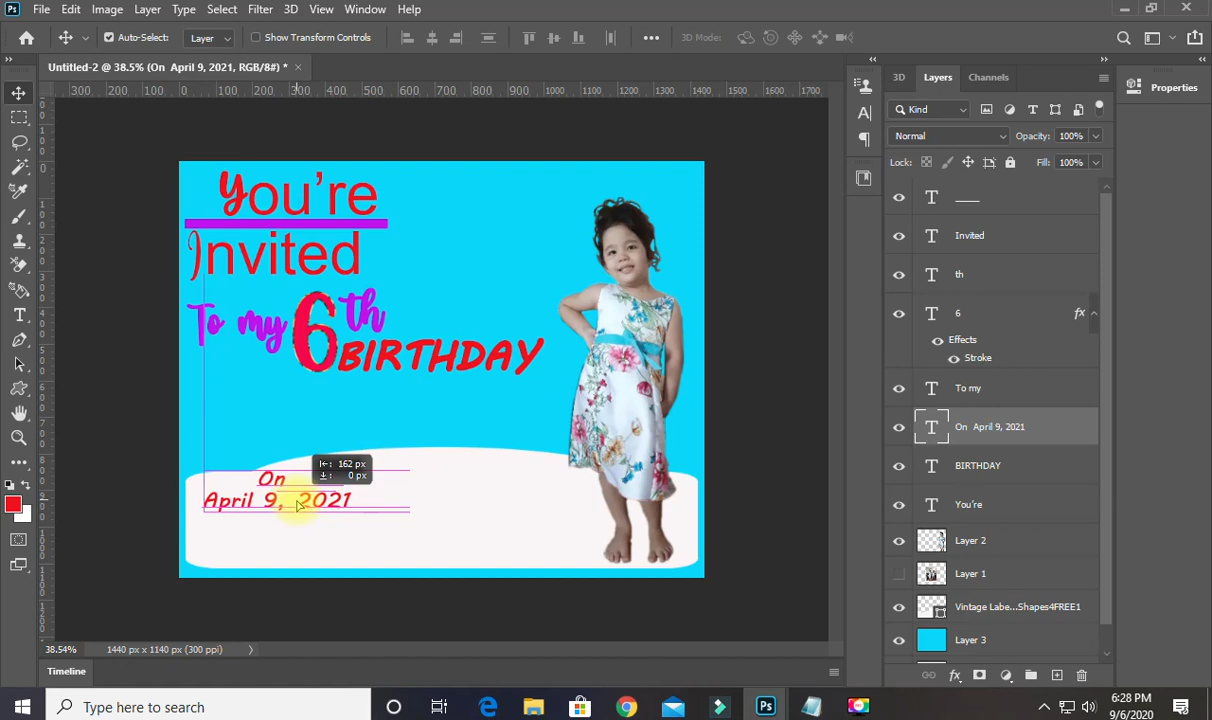 Ps File Edit Image Layer Type Select Filter 3D View Window Help
Auto-Select: Layer Show Transform Controls 3D Mode:
Untitled-2 @ 38.5% (On April 9, 2021, RGB/8#) * ×
300 200 100 0 100 200 300 400 500 600 700 800 900 1000 1100 1200 1300 1400 1500 1600 1700
You’re
Invited
To my 6th
BIRTHDAY
162 px
0 px
On
April 9, 2021
3D Layers Channels
Properties
Kind
Normal Opacity: 100%
Lock: Fill: 100%
T ____
T Invited
T th
T 6 fx
Effects
Stroke
T To my
T On April 9, 2021
T BIRTHDAY
T You’re
Layer 2
Layer 1
Vintage Labe...Shapes4FREE1
Layer 3
38.54% 1440 px x 1140 px (300 ppi)
Timeline
Type here to search
6:28 PM
9/6/2020